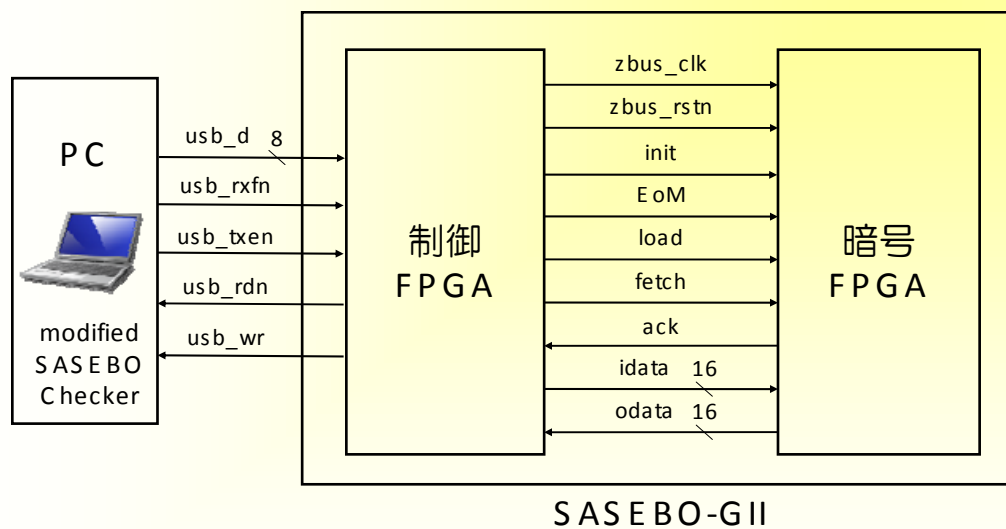 PC
modified
SASEBO
Checker
usb_d 8
usb_rxfn
usb_txen
usb_rdn
usb_wr
制御
FPGA
zbus_clk
zbus_rstn
init
EoM
load
fetch
ack
idata 16
odata 16
暗号
FPGA
SASEBO-GII